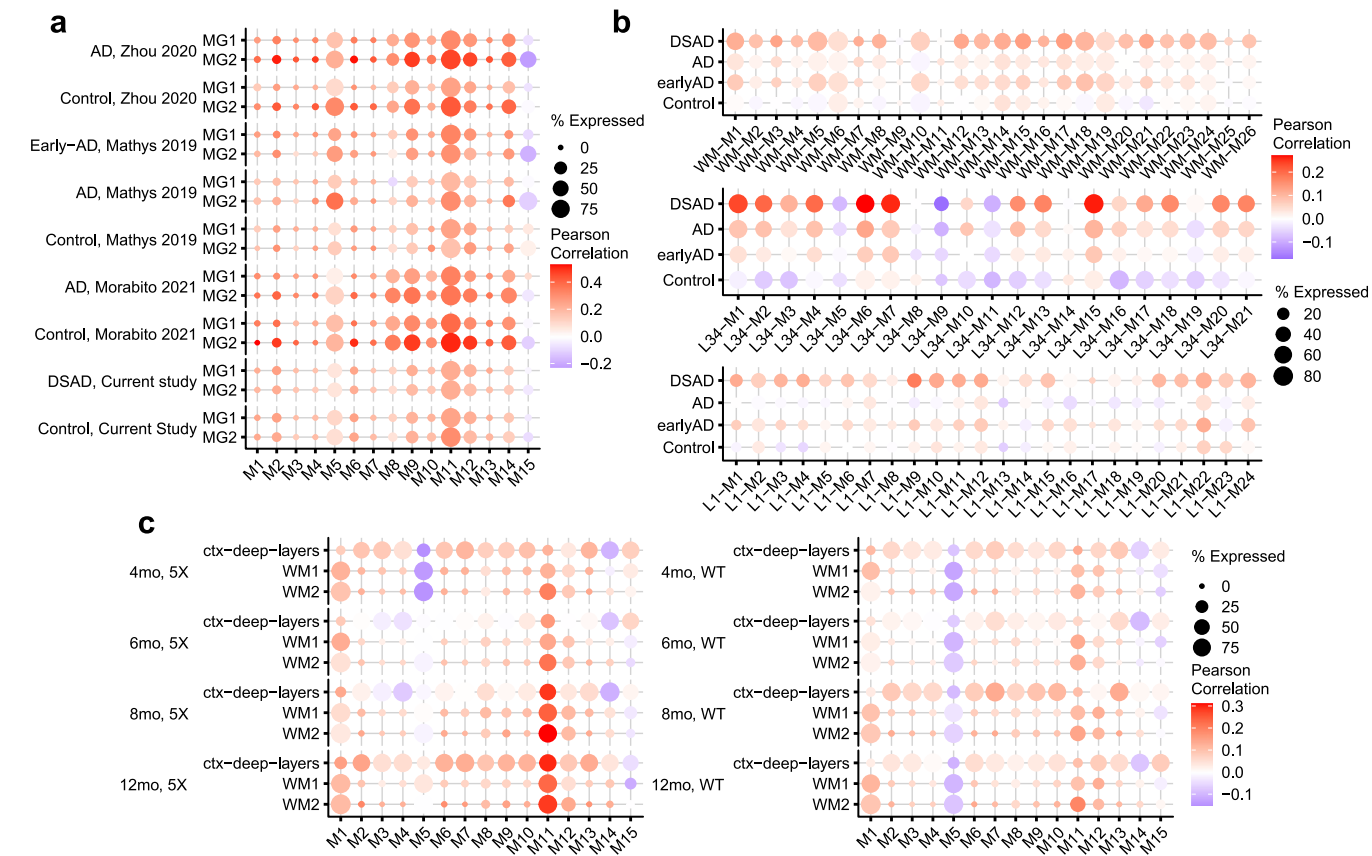 a
AD, Zhou 2020
MG1
MG2
Control, Zhou 2020
MG1
MG2
Early−AD, Mathys 2019
MG1
MG2
AD, Mathys 2019
MG1
MG2
Control, Mathys 2019
MG1
MG2
AD, Morabito 2021
MG1
MG2
Control, Morabito 2021
MG1
MG2
DSAD, Current study
MG1
MG2
Control, Current Study
MG1
MG2
M1 M2 M3 M4 M5 M6 M7 M8 M9 M10 M11 M12 M13 M14 M15
% Expressed
0
25
50
75
Pearson
Correlation
0.4
0.2
0.0
−0.2
b
DSAD
AD
earlyAD
Control
WM−M1 WM−M2 WM−M3 WM−M4 WM−M5 WM−M6 WM−M7 WM−M8 WM−M9 WM−M10 WM−M11 WM−M12 WM−M13 WM−M14 WM−M15 WM−M16 WM−M17 WM−M18 WM−M19 WM−M20 WM−M21 WM−M22 WM−M23 WM−M24 WM−M25 WM−M26
DSAD
AD
earlyAD
Control
L34−M1 L34−M2 L34−M3 L34−M4 L34−M5 L34−M6 L34−M7 L34−M8 L34−M9 L34−M10 L34−M11 L34−M12 L34−M13 L34−M14 L34−M15 L34−M16 L34−M17 L34−M18 L34−M19 L34−M20 L34−M21
DSAD
AD
earlyAD
Control
L1−M1 L1−M2 L1−M3 L1−M4 L1−M5 L1−M6 L1−M7 L1−M8 L1−M9 L1−M10 L1−M11 L1−M12 L1−M13 L1−M14 L1−M15 L1−M16 L1−M17 L1−M18 L1−M19 L1−M20 L1−M21 L1−M22 L1−M23 L1−M24
Pearson
Correlation
0.2
0.1
0.0
−0.1
% Expressed
20
40
60
80
c
4mo, 5X
ctx−deep−layers
WM1
WM2
6mo, 5X
ctx−deep−layers
WM1
WM2
8mo, 5X
ctx−deep−layers
WM1
WM2
12mo, 5X
ctx−deep−layers
WM1
WM2
M1 M2 M3 M4 M5 M6 M7 M8 M9 M10 M11 M12 M13 M14 M15
4mo, WT
ctx−deep−layers
WM1
WM2
6mo, WT
ctx−deep−layers
WM1
WM2
8mo, WT
ctx−deep−layers
WM1
WM2
12mo, WT
ctx−deep−layers
WM1
WM2
M1 M2 M3 M4 M5 M6 M7 M8 M9 M10 M11 M12 M13 M14 M15
% Expressed
0
25
50
75
Pearson
Correlation
0.3
0.2
0.1
0.0
−0.1